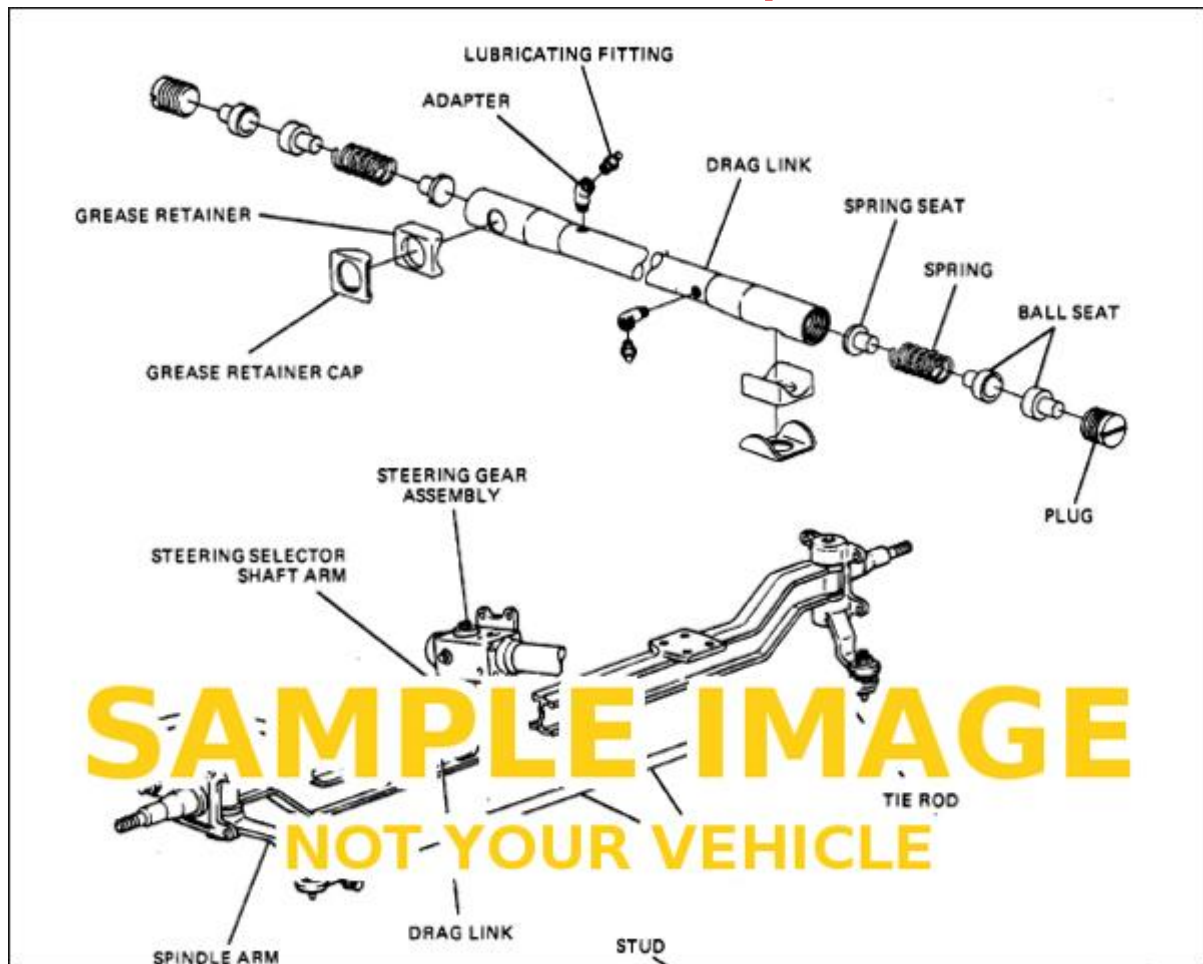 LUBRICATING FITTING
ADAPTER
DRAG LINK
GREASE RETAINER
SPRING SEAT
SPRING
BALL SEAT
GREASE RETAINER CAP
PLUG
STEERING GEAR
ASSEMBLY
STEERING SELECTOR
SHAFT ARM
SAMPLE IMAGE
TIE ROD
NOT YOUR VEHICLE
DRAG LINK
STUD
SPINDLE ARM